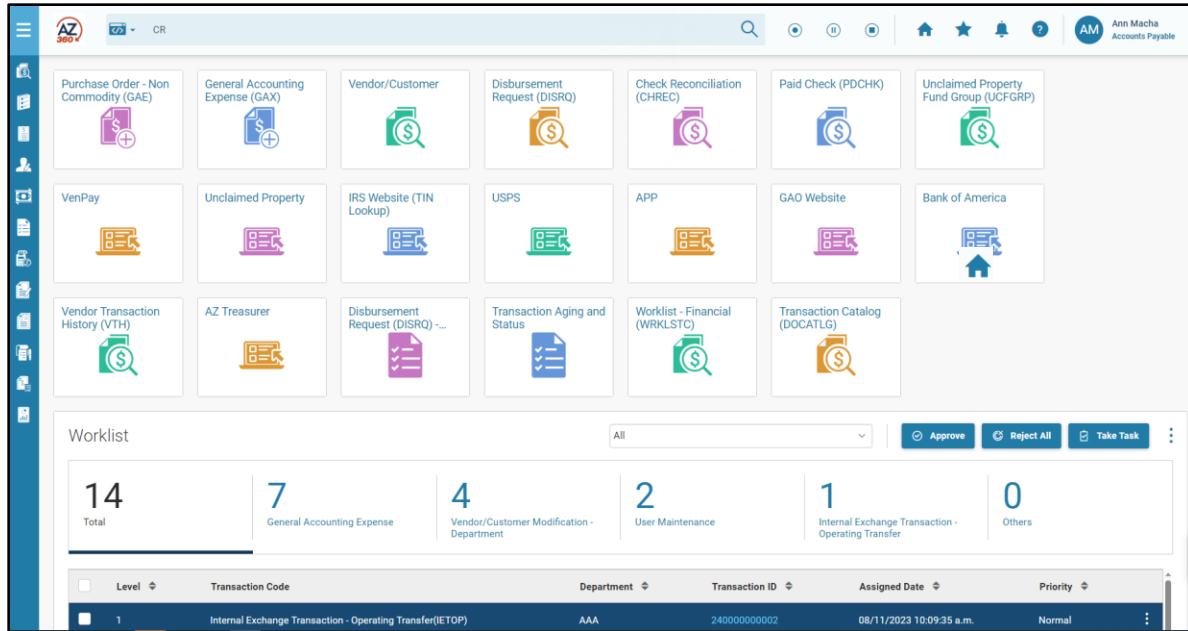 AZ
360
CR
AM
Ann Macha
Accounts Payable
Purchase Order - Non
Commodity (GAE)
General Accounting
Expense (GAX)
Vendor/Customer
Disbursement
Request (DISRQ)
Check Reconciliation
(CHREC)
Paid Check (PDCHK)
Unclaimed Property
Fund Group (UCFGRP)
VenPay
Unclaimed Property
IRS Website (TIN
Lookup)
USPS
APP
GAO Website
Bank of America
Vendor Transaction
History (VTH)
AZ Treasurer
Disbursement
Request (DISRQ) -...
Transaction Aging and
Status
Worklist - Financial
(WRKLSTC)
Transaction Catalog
(DOCATLG)
Worklist
All
Approve
Reject All
Take Task
14
Total
7
General Accounting Expense
4
Vendor/Customer Modification -
Department
2
User Maintenance
1
Internal Exchange Transaction -
Operating Transfer
0
Others
Level Transaction Code Department Transaction ID Assigned Date Priority
1 Internal Exchange Transaction - Operating Transfer(IETOP) AAA 240000000002 08/11/2023 10:09:35 a.m. Normal